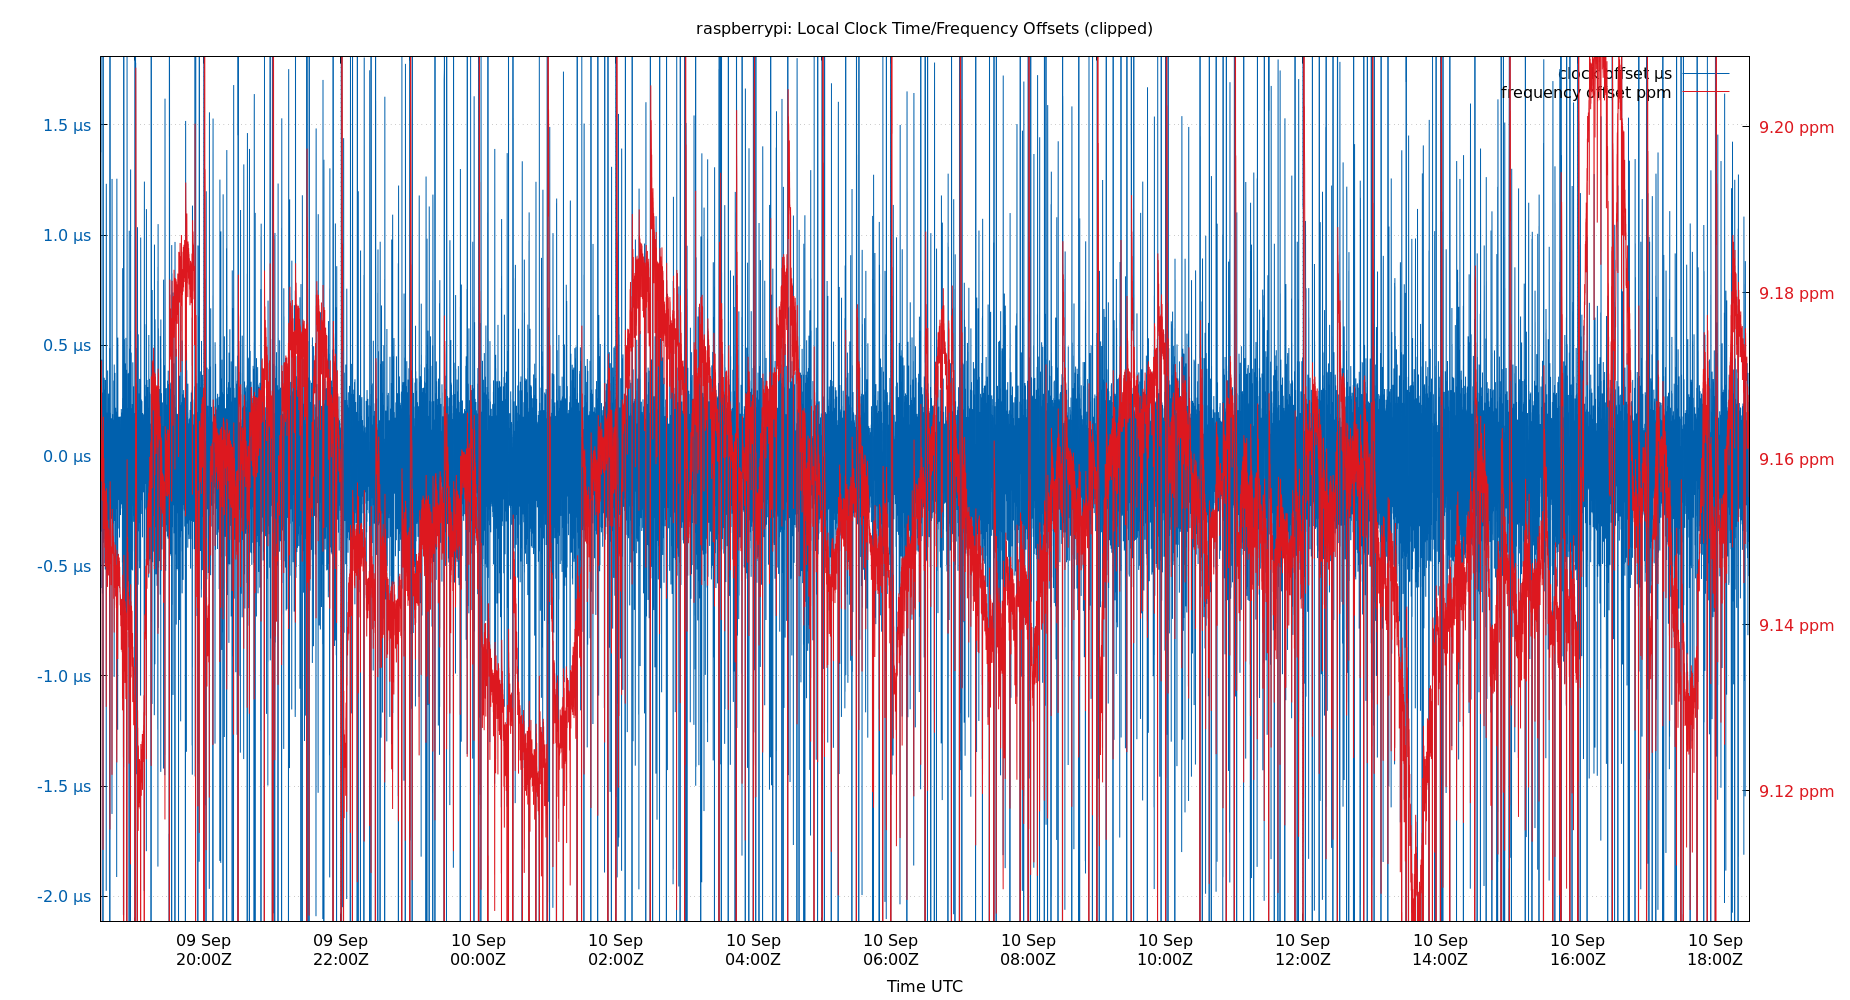 raspberrypi: Local Clock Time/Frequency Offsets (clipped)
clock offset µs
frequency offset ppm
1.5 µs
1.0 µs
0.5 µs
0.0 µs
-0.5 µs
-1.0 µs
-1.5 µs
-2.0 µs
9.20 ppm
9.18 ppm
9.16 ppm
9.14 ppm
9.12 ppm
09 Sep
20:00Z
09 Sep
22:00Z
10 Sep
00:00Z
10 Sep
02:00Z
10 Sep
04:00Z
10 Sep
06:00Z
10 Sep
08:00Z
10 Sep
10:00Z
10 Sep
12:00Z
10 Sep
14:00Z
10 Sep
16:00Z
10 Sep
18:00Z
Time UTC